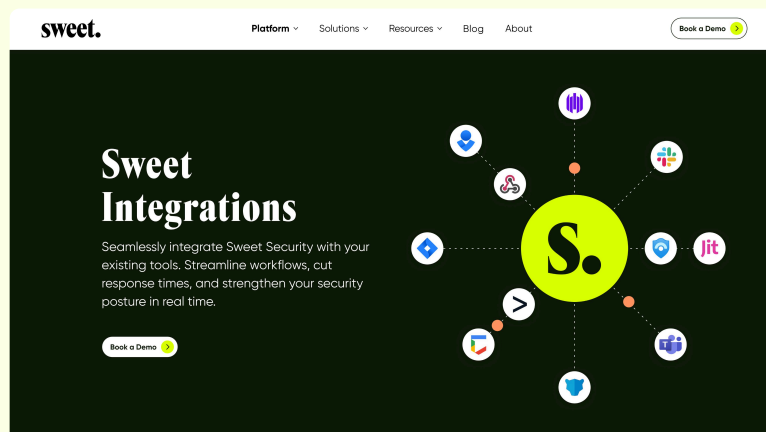 sweet.
Platform
Solutions
Resources
Blog
About
Book a Demo
Sweet
Integrations
Seamlessly integrate Sweet Security with your
existing tools. Streamline workflows, cut
response times, and strengthen your security
posture in real time.
Book a Demo
S.
Jit
>
T